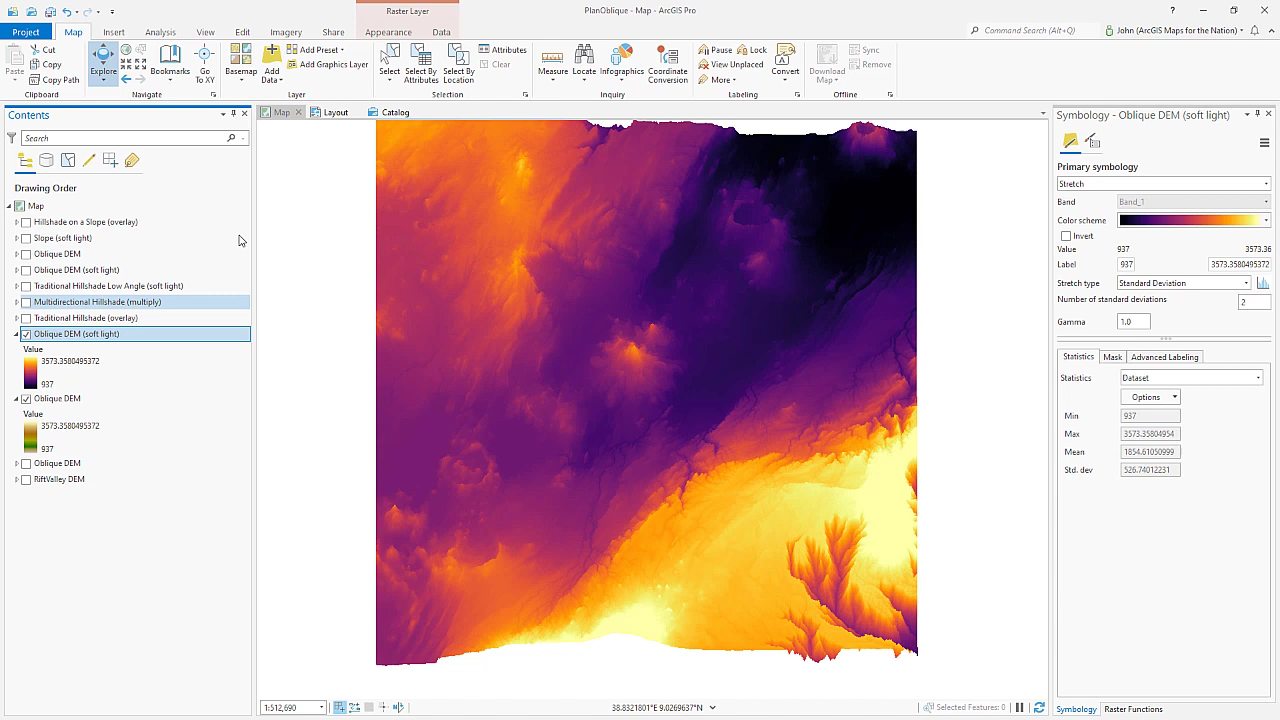 Raster Layer
PlanOblique - Map - ArcGIS Pro
Project Map Insert Analysis View Edit Imagery Share Appearance Data
Command Search (Alt+Q)
John (ArcGIS Maps for the Nation)
Paste
Cut
Copy
Copy Path
Clipboard
Explore
Bookmarks
Go To XY
Navigate
Basemap
Add Data
Add Preset
Add Graphics Layer
Layer
Select
Select By Attributes
Select By Location
Attributes
Clear
Selection
Measure
Locate
Infographics
Coordinate Conversion
Inquiry
Pause
Lock
View Unplaced
More
Convert
Labeling
Download Map
Sync
Remove
Offline
Contents
Search
Drawing Order
Map
Hillshade on a Slope (overlay)
Slope (soft light)
Oblique DEM
Oblique DEM (soft light)
Traditional Hillshade Low Angle (soft light)
Multidirectional Hillshade (multiply)
Traditional Hillshade (overlay)
Oblique DEM (soft light)
Value
3573.3580495372
937
Oblique DEM
Value
3573.3580495372
937
Oblique DEM
RiftValley DEM
Map
Layout
Catalog
1:512,690
38.8321801°E 9.0269637°N
Selected Features: 0
Symbology - Oblique DEM (soft light)
Primary symbology
Stretch
Band Band_1
Color scheme
Invert
Value 937 3573.36
Label 937 3573.3580495372
Stretch type Standard Deviation
Number of standard deviations 2
Gamma 1.0
Statistics Mask Advanced Labeling
Statistics Dataset
Options
Min 937
Max 3573.35804954
Mean 1854.61050999
Std. dev 526.74012231
Symbology Raster Functions